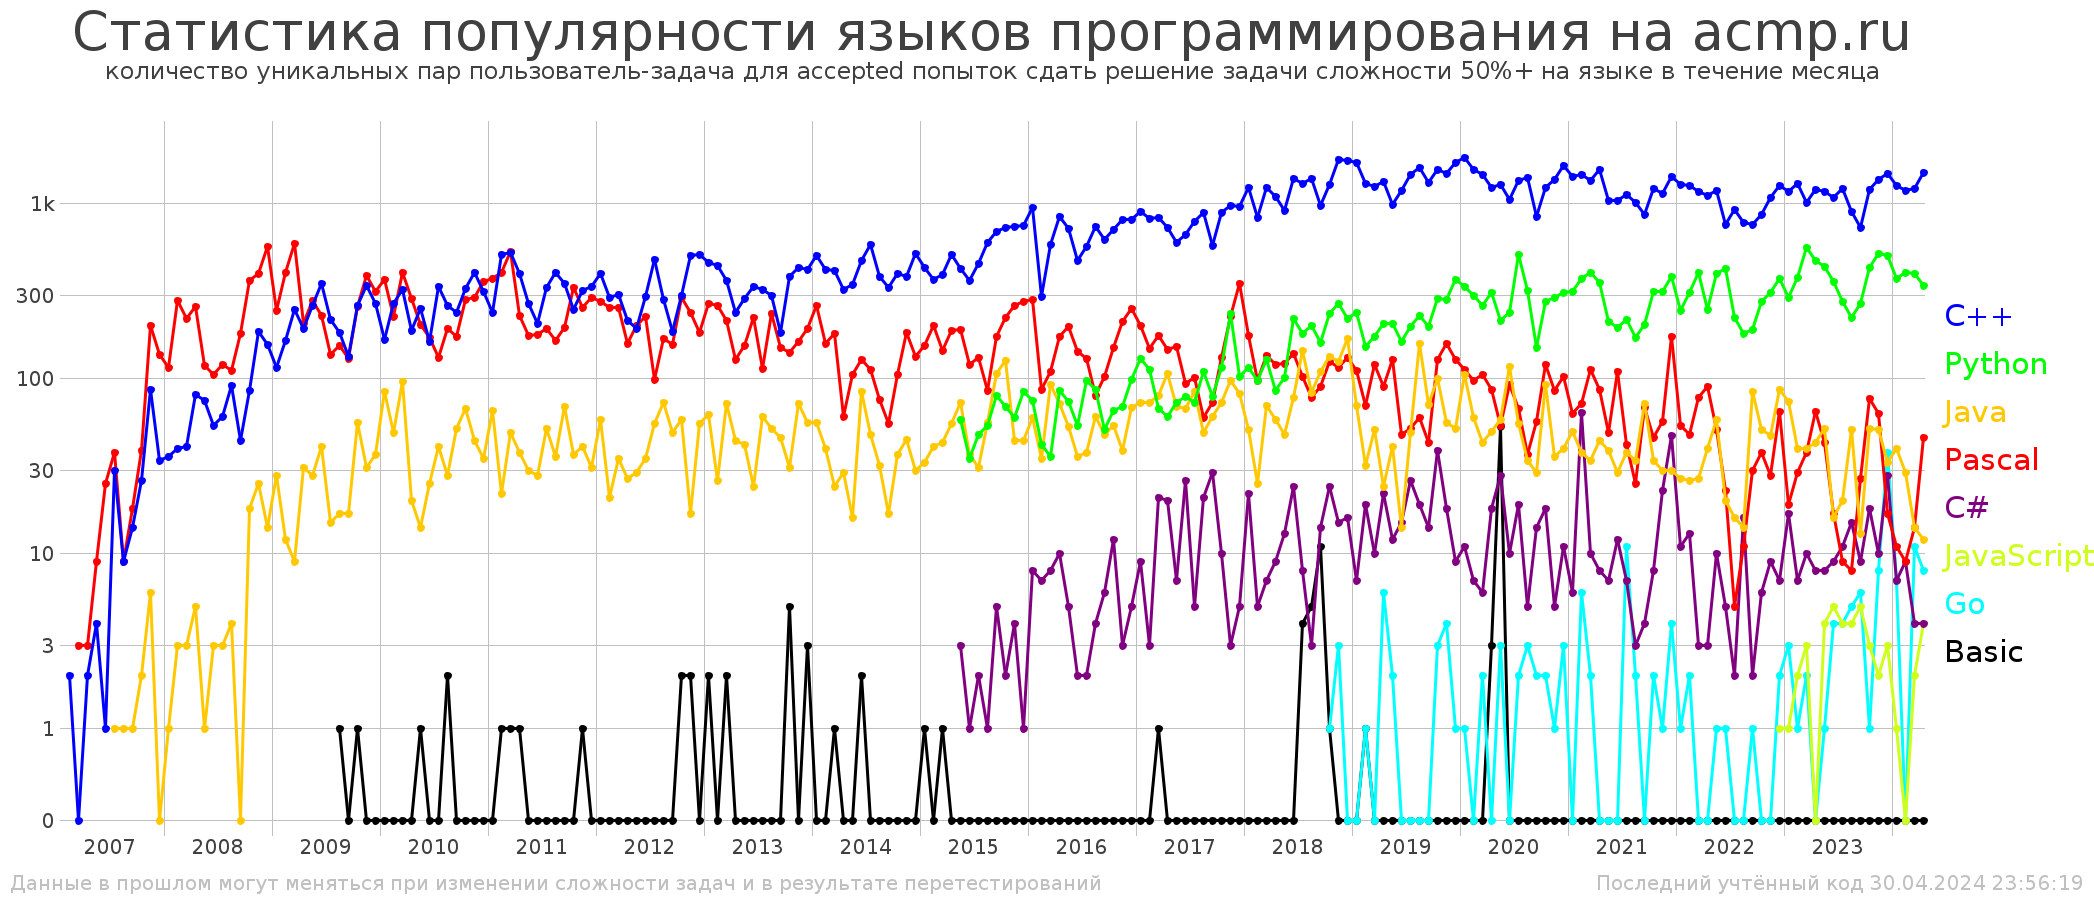 Статистика популярности языков программирования на acmp.ru
количество уникальных пар пользователь-задача для accepted попыток сдать решение задачи сложности 50%+ на языке в течение месяца
1k
300
100
30
10
3
1
0
C++
Python
Java
Pascal
C#
JavaScript
Go
Basic
2007 2008 2009 2010 2011 2012 2013 2014 2015 2016 2017 2018 2019 2020 2021 2022 2023
Данные в прошлом могут меняться при изменении сложности задач и в результате перетестирований
Последний учтённый код 30.04.2024 23:56:19